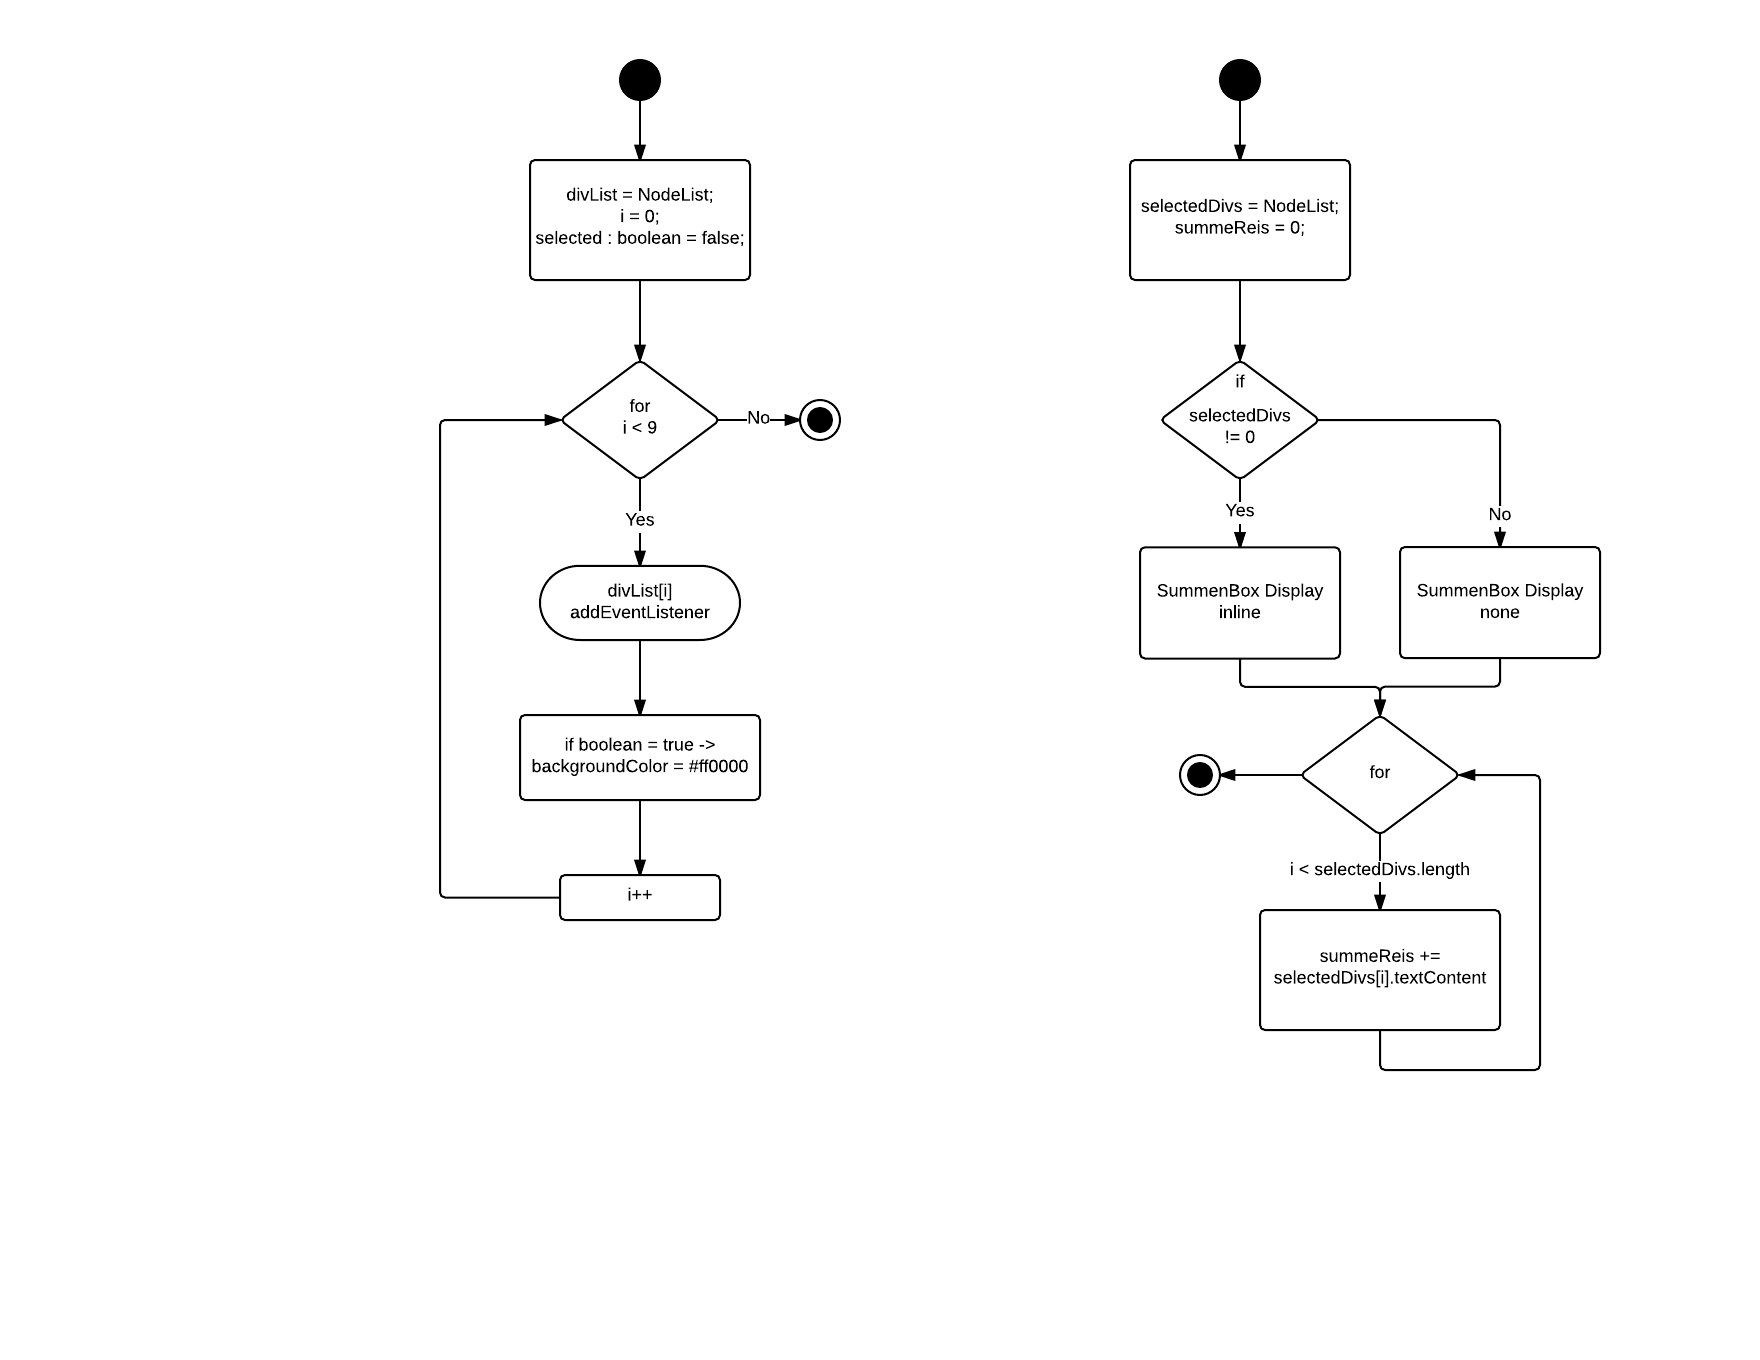 divList = NodeList;
i = 0;
selected : boolean = false;
for
i < 9
No
Yes
divList[i]
addEventListener
if boolean = true ->
backgroundColor = #ff0000
i++
selectedDivs = NodeList;
summeReis = 0;
if
selectedDivs
!= 0
Yes
No
SummenBox Display
inline
SummenBox Display
none
for
i < selectedDivs.length
summeReis +=
selectedDivs[i].textContent